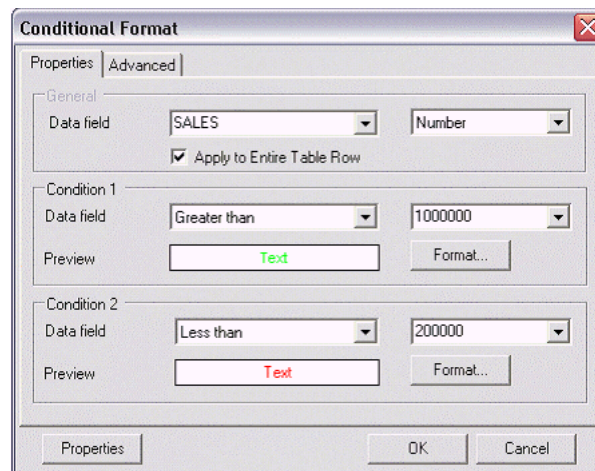 Conditional Format
Properties Advanced
General
Data field SALES Number
Apply to Entire Table Row
Condition 1
Data field Greater than 1000000
Preview Text Format...
Condition 2
Data field Less than 200000
Preview Text Format...
Properties OK Cancel